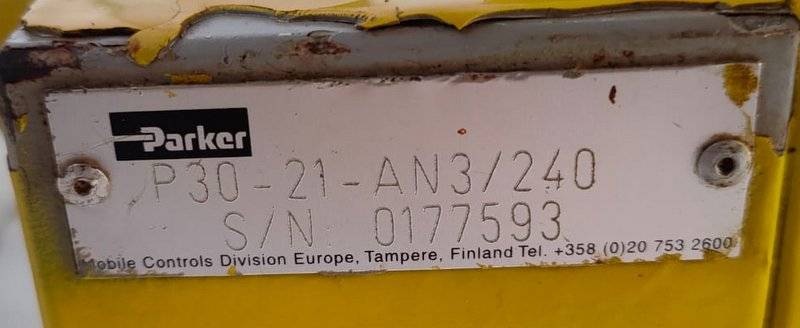 Parker
P30-21-AN3/240
S/N: 0177593
Mobile Controls Division Europe, Tampere, Finland Tel. +358 (0)20 753 2600